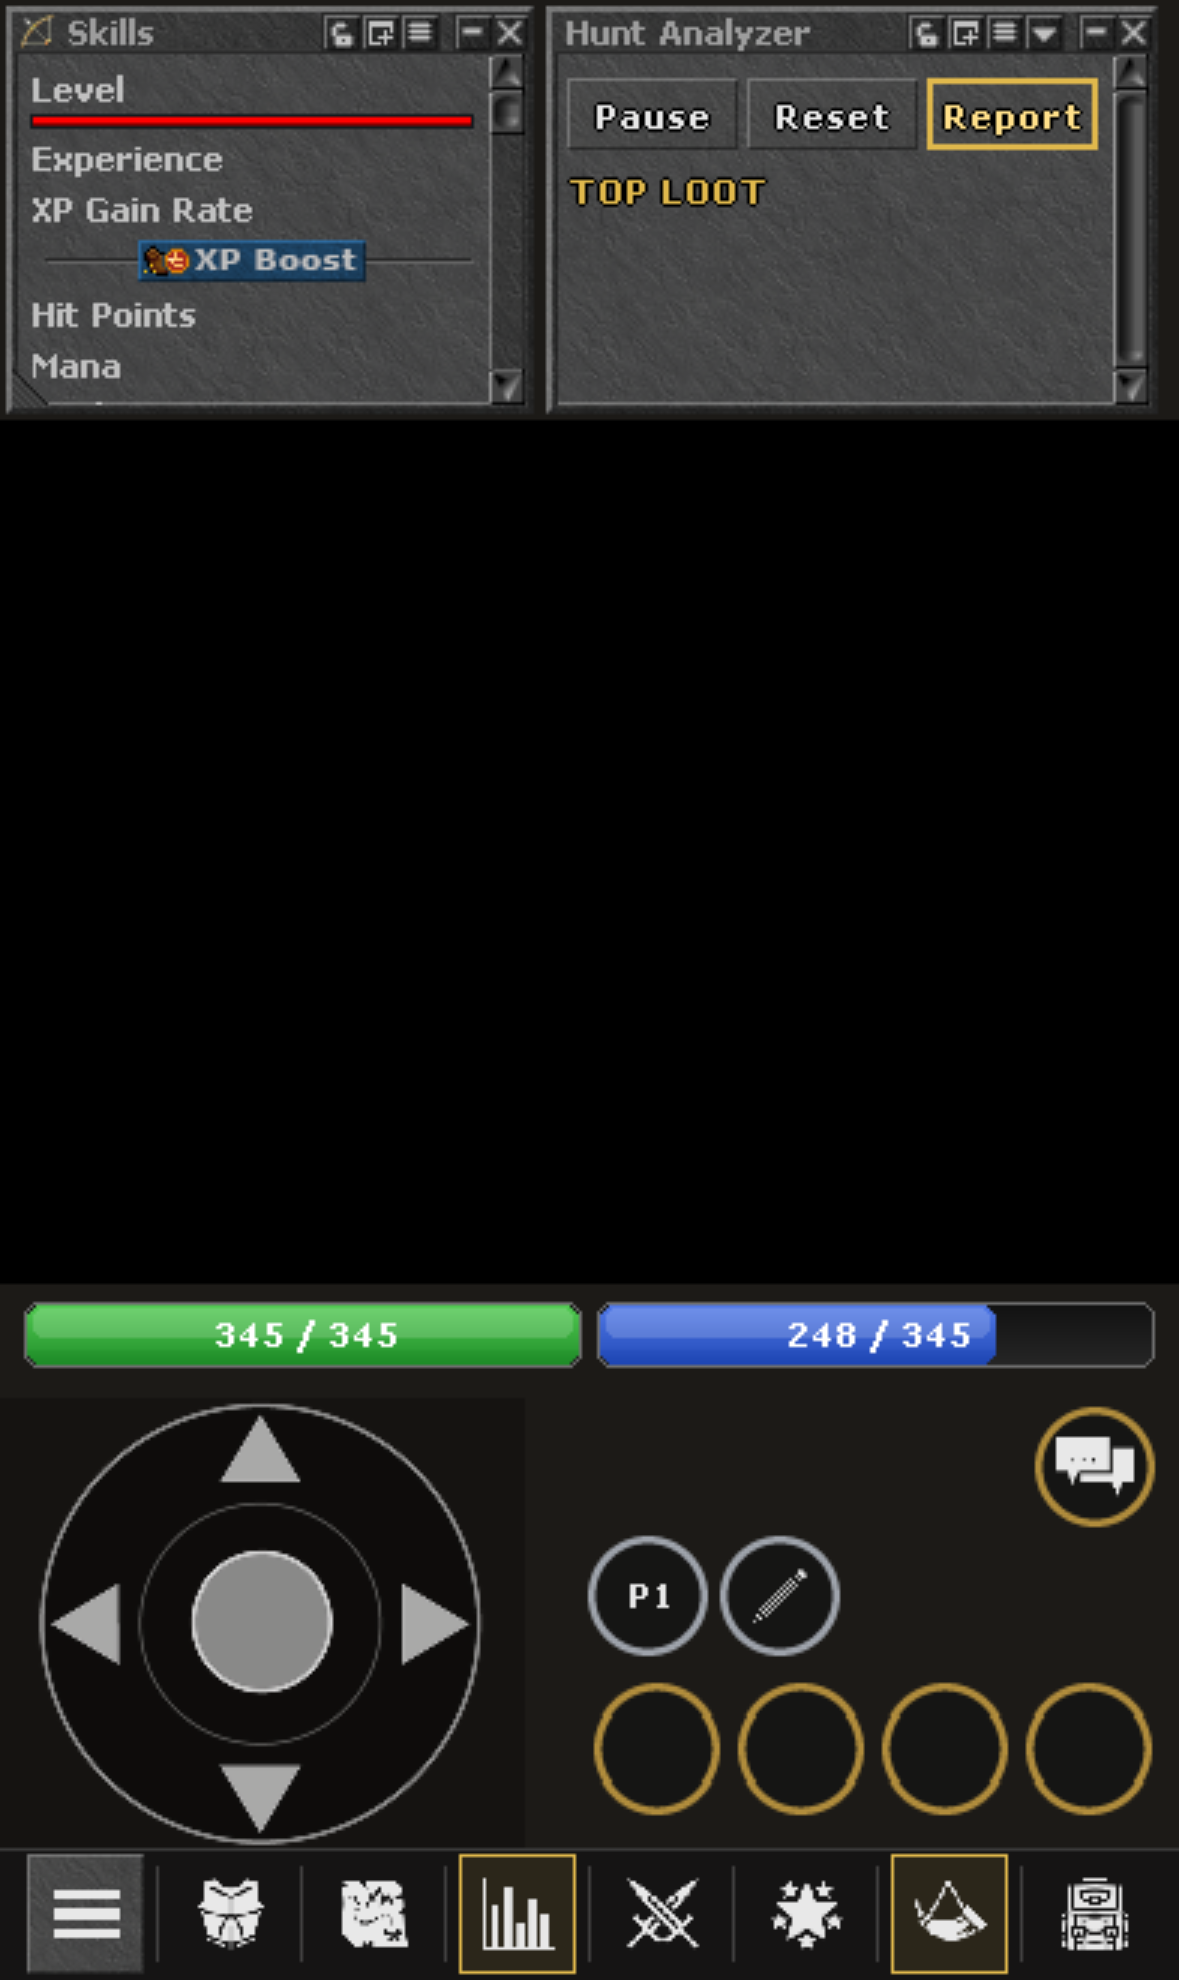 Skills
Level
Experience
XP Gain Rate
XP Boost
Hit Points
Mana
Hunt Analyzer
Pause Reset Report
TOP LOOT
345 / 345
248 / 345
P1